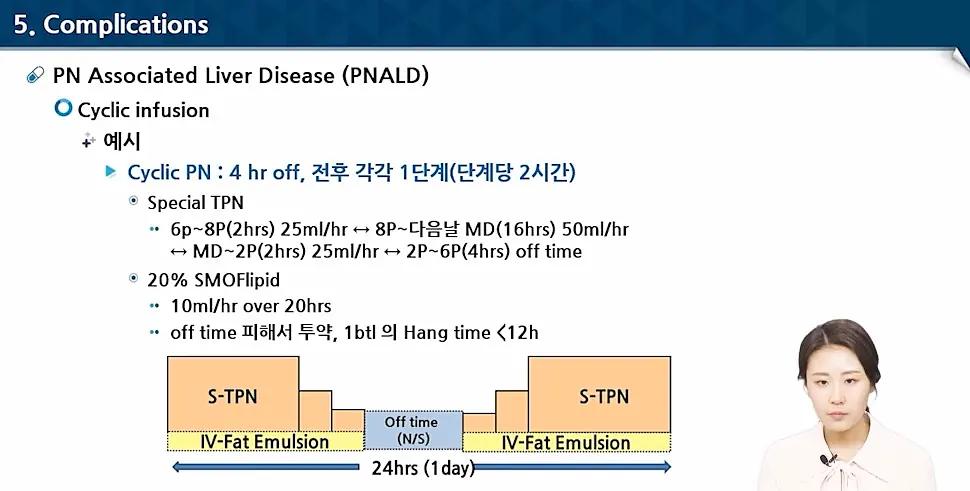 5. Complications
PN Associated Liver Disease (PNALD)
Cyclic infusion
예시
Cyclic PN : 4 hr off, 전후 각각 1단계(단계당 2시간)
Special TPN
6p~8P(2hrs) 25ml/hr ↔ 8P~다음날 MD(16hrs) 50ml/hr
↔ MD~2P(2hrs) 25ml/hr ↔ 2P~6P(4hrs) off time
20% SMOFlipid
10ml/hr over 20hrs
off time 피해서 투약, 1btl 의 Hang time <12h
S-TPN
S-TPN
Off time
(N/S)
IV-Fat Emulsion
IV-Fat Emulsion
24hrs (1day)